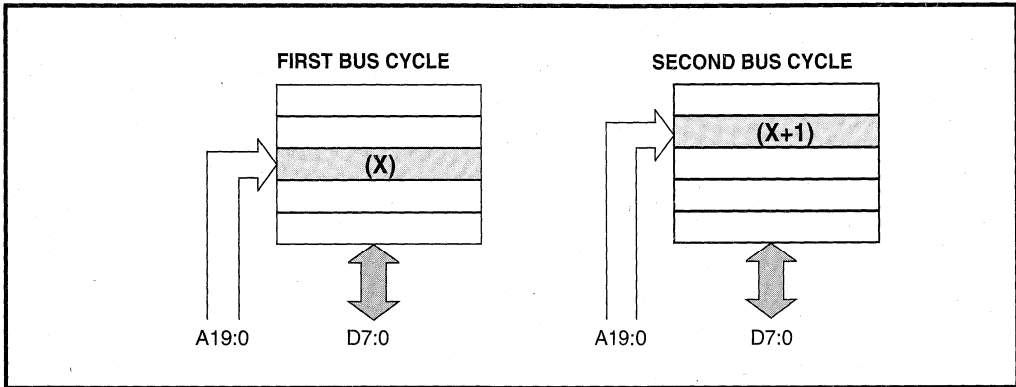 FIRST BUS CYCLE
(X)
A19:0
D7:0
SECOND BUS CYCLE
(X+1)
A19:0
D7:0